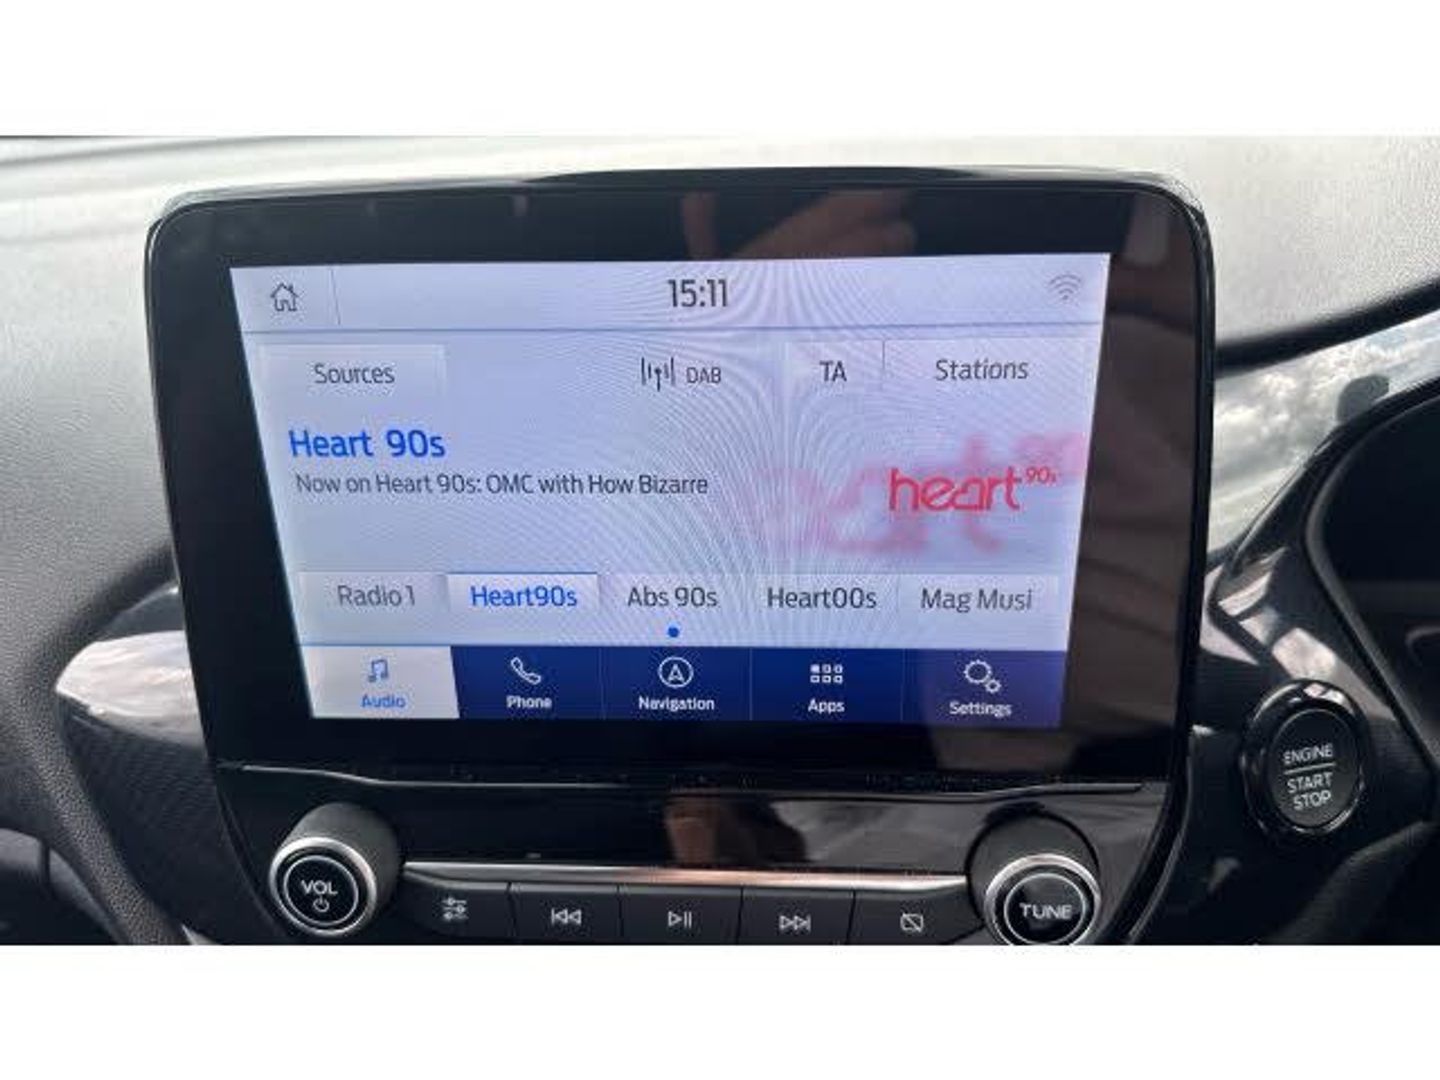 15:11
Sources DAB TA Stations
Heart 90s
Now on Heart 90s: OMC with How Bizarre
heart 90s
Radio 1 Heart90s Abs 90s Heart00s Mag Musi
Audio Phone Navigation Apps Settings
ENGINE
START
STOP
VOL
TUNE